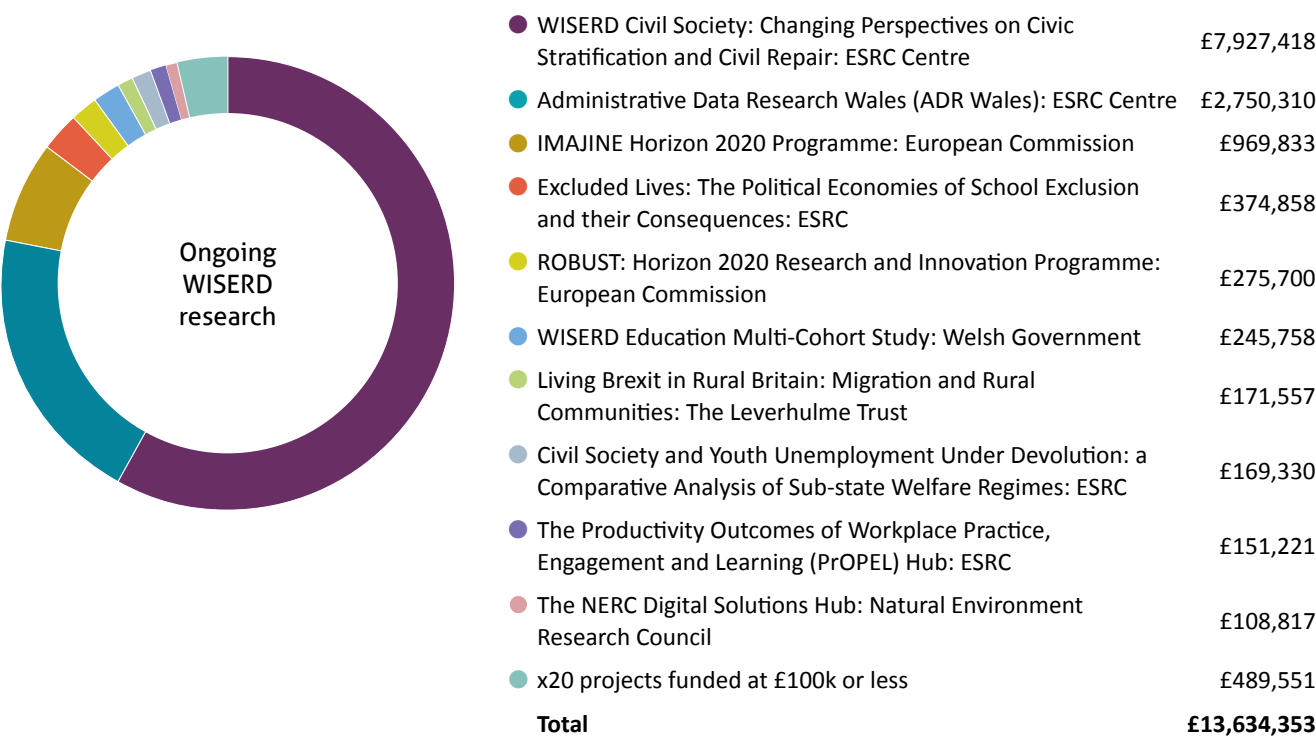 Ongoing
WISERD
research
WISERD Civil Society: Changing Perspectives on Civic
Stratification and Civil Repair: ESRC Centre £7,927,418
Administrative Data Research Wales (ADR Wales): ESRC Centre £2,750,310
IMAJINE Horizon 2020 Programme: European Commission £969,833
Excluded Lives: The Political Economies of School Exclusion
and their Consequences: ESRC £374,858
ROBUST: Horizon 2020 Research and Innovation Programme:
European Commission £275,700
WISERD Education Multi-Cohort Study: Welsh Government £245,758
Living Brexit in Rural Britain: Migration and Rural
Communities: The Leverhulme Trust £171,557
Civil Society and Youth Unemployment Under Devolution: a
Comparative Analysis of Sub-state Welfare Regimes: ESRC £169,330
The Productivity Outcomes of Workplace Practice,
Engagement and Learning (PrOPEL) Hub: ESRC £151,221
The NERC Digital Solutions Hub: Natural Environment
Research Council £108,817
x20 projects funded at £100k or less £489,551
Total £13,634,353